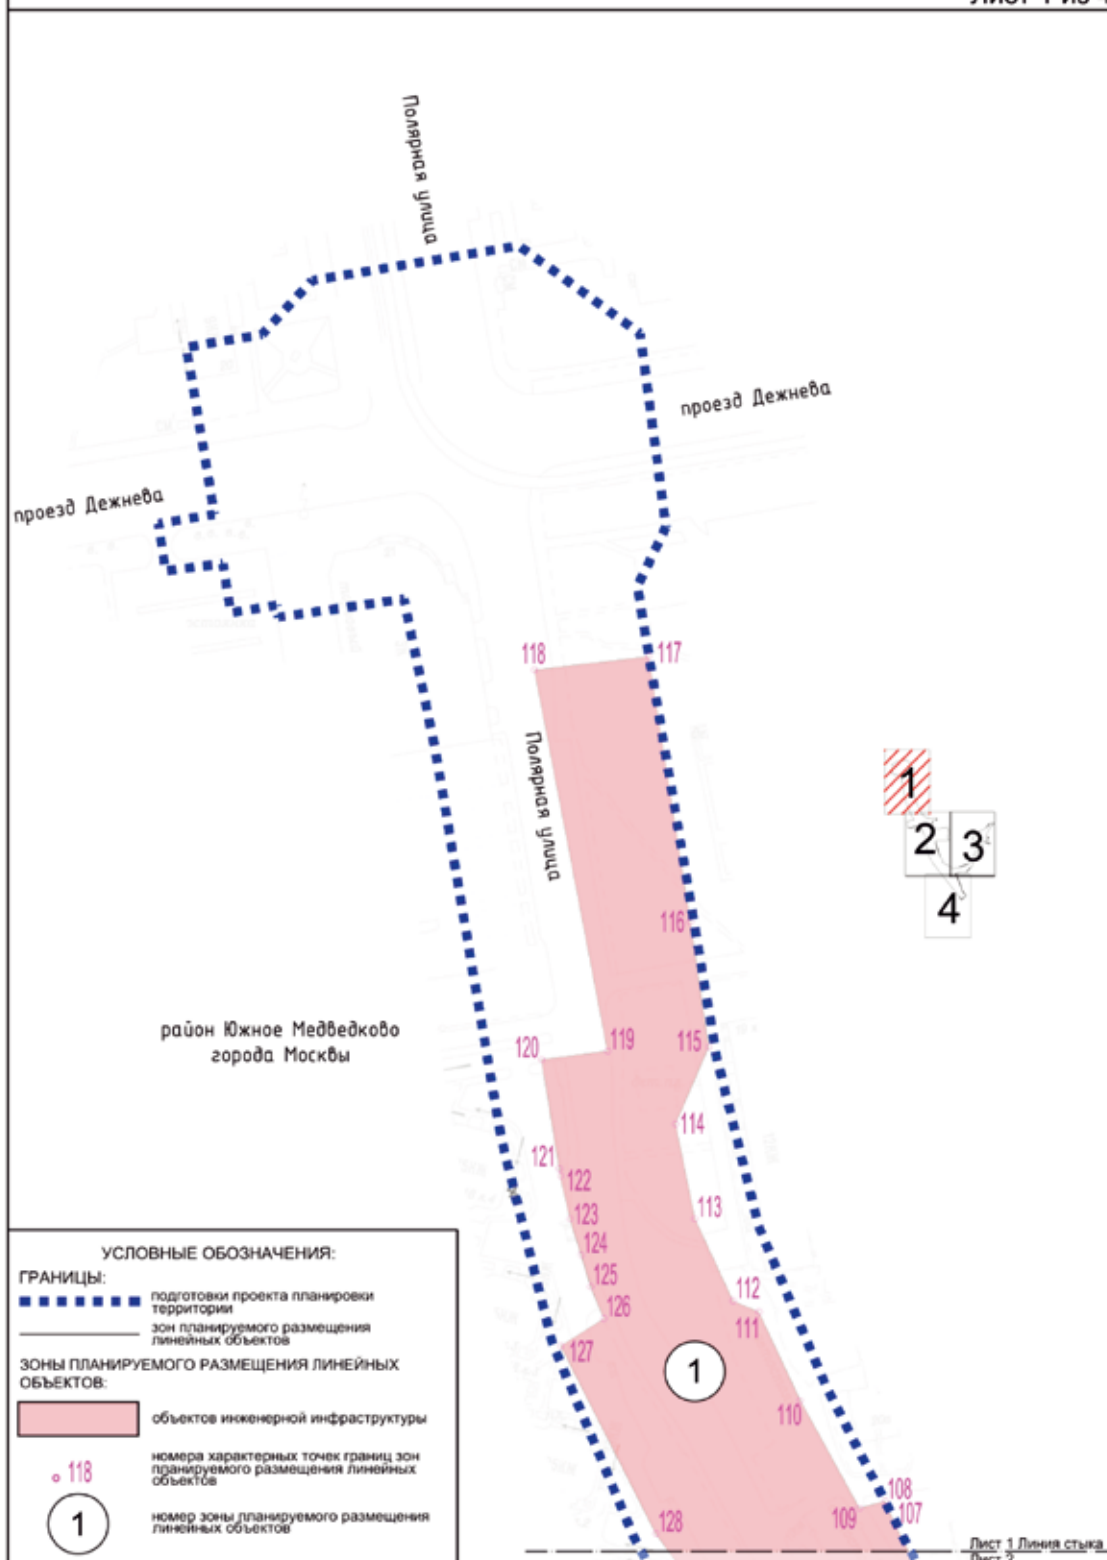 Лист 1 из 4
Полярная улица
проезд Дежнева
проезд Дежнева
118
117
Полярная улица
1
2
3
4
116
район Южное Медведково
города Москвы
119
115
120
114
121
122
113
123
124
125
112
126
111
127
1
110
108
109
107
128
УСЛОВНЫЕ ОБОЗНАЧЕНИЯ:
ГРАНИЦЫ:
подготовки проекта планировки
территории
зон планируемого размещения
линейных объектов
ЗОНЫ ПЛАНИРУЕМОГО РАЗМЕЩЕНИЯ ЛИНЕЙНЫХ
ОБЪЕКТОВ:
объектов инженерной инфраструктуры
118
номера характерных точек границ зон
планируемого размещения линейных
объектов
1
номер зоны планируемого размещения
линейных объектов
Лист 1 Линия стыка
Лист 2